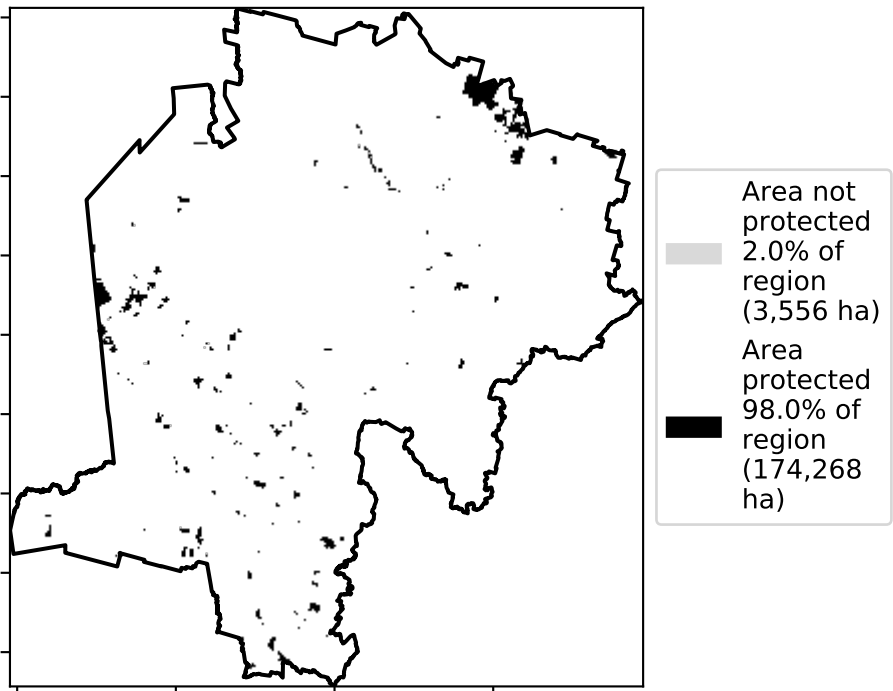 Area not
protected
2.0% of
region
(3,556 ha)
Area
protected
98.0% of
region
(174,268
ha)